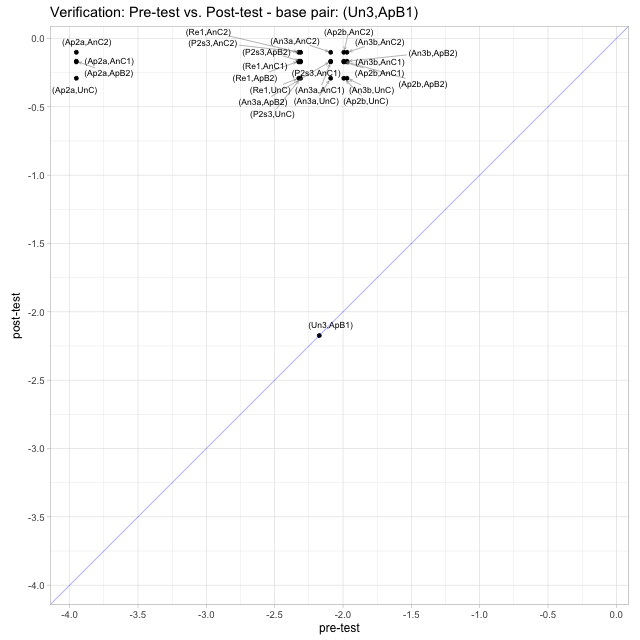 Verification: Pre-test vs. Post-test - base pair: (Un3,ApB1)
(Re1,AnC2)
(P2s3,AnC2)
(An3a,AnC2)
(Ap2b,AnC2)
(An3b,AnC2)
(Ap2a,AnC2)
(P2s3,ApB2)
(An3b,ApB2)
(Ap2a,AnC1)
(Re1,AnC1)
(An3b,AnC1)
(Ap2a,ApB2)
(P2s3,AnC1)
(Ap2b,AnC1)
(Re1,ApB2)
(Ap2b,ApB2)
(Ap2a,UnC)
(Re1,UnC)
(An3a,AnC1)
(An3b,UnC)
(An3a,ApB2)
(An3a,UnC)
(Ap2b,UnC)
(P2s3,UnC)
(Un3,ApB1)
0.0
-0.5
-1.0
-1.5
-2.0
-2.5
-3.0
-3.5
-4.0
post-test
-4.0 -3.5 -3.0 -2.5 -2.0 -1.5 -1.0 -0.5 0.0
pre-test